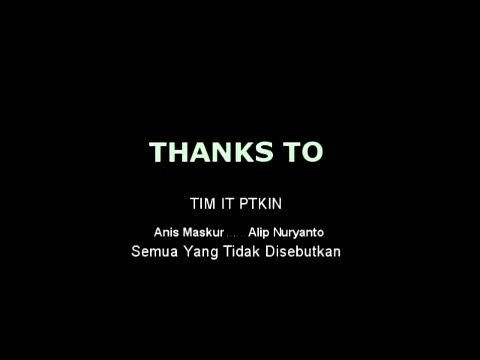 THANKS TO
TIM IT PTKIN
Anis Maskur ...... Alip Nuryanto
Semua Yang Tidak Disebutkan